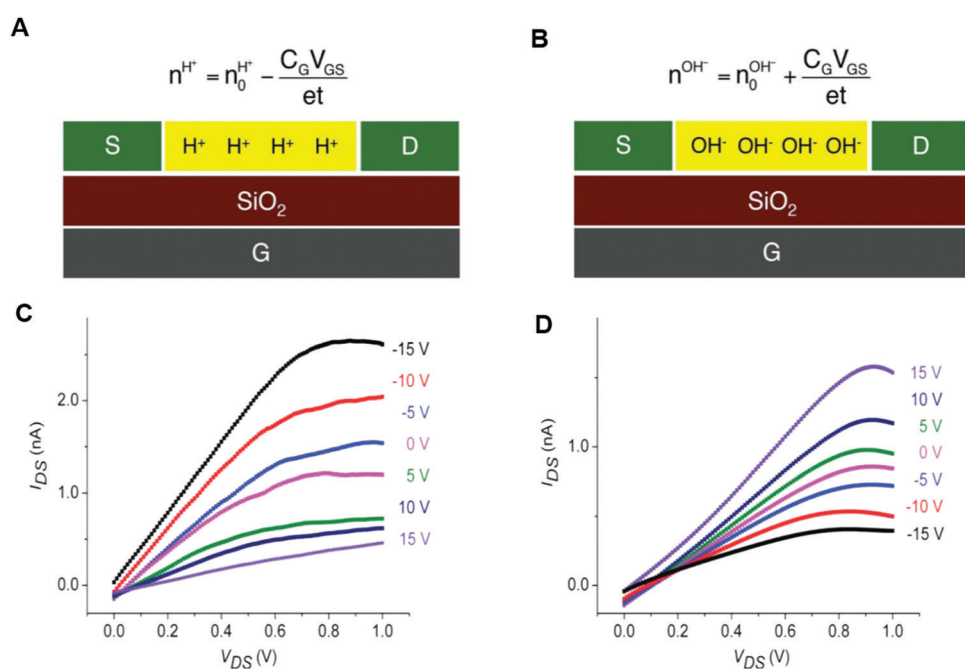 A
n^H⁺ = n₀^H⁺ − C_G V_GS / et
S H⁺ H⁺ H⁺ H⁺ D
SiO₂
G
B
n^OH⁻ = n₀^OH⁻ + C_G V_GS / et
S OH⁻ OH⁻ OH⁻ OH⁻ D
SiO₂
G
C
I_DS (nA)
2.0
1.0
0.0
-15 V
-10 V
-5 V
0 V
5 V
10 V
15 V
0.0 0.2 0.4 0.6 0.8 1.0
V_DS (V)
D
I_DS (nA)
1.0
0.0
15 V
10 V
5 V
0 V
-5 V
-10 V
-15 V
0.0 0.2 0.4 0.6 0.8 1.0
V_DS (V)